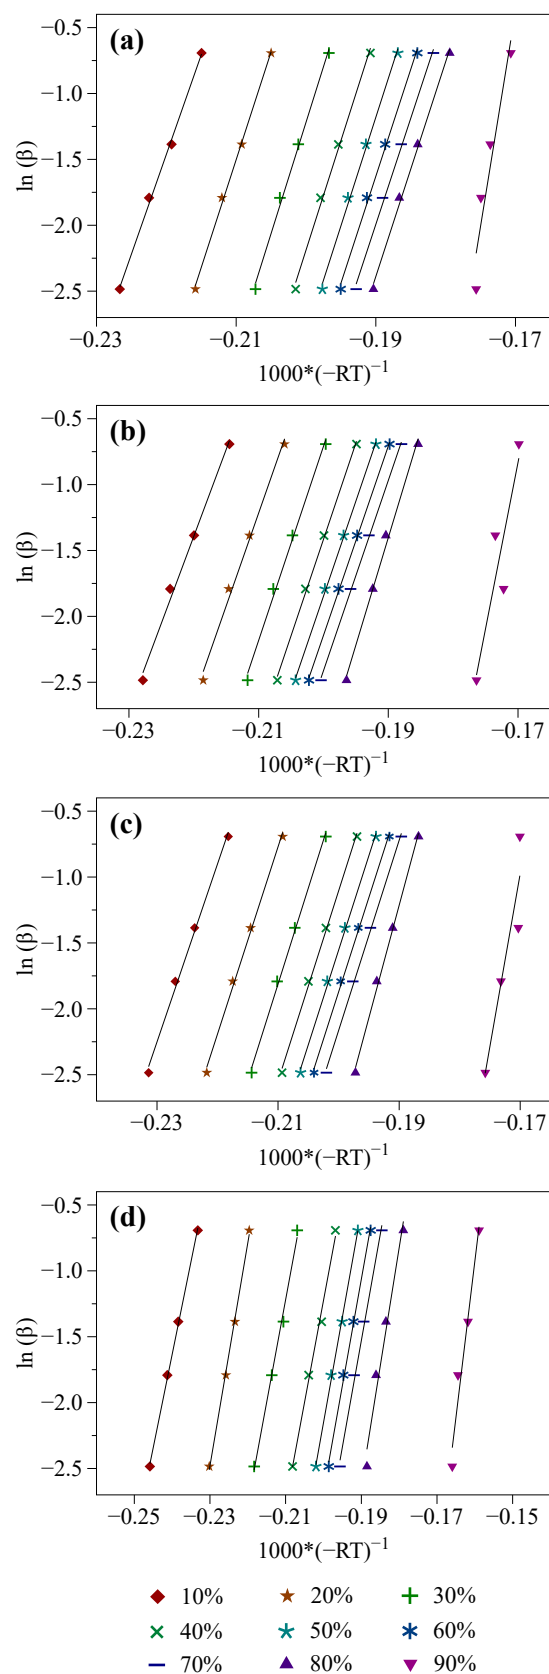 (a)
−0.5
−1.0
−1.5
−2.0
−2.5
ln (β)
−0.23 −0.21 −0.19 −0.17
1000*(−RT)⁻¹
(b)
−0.5
−1.0
−1.5
−2.0
−2.5
ln (β)
−0.23 −0.21 −0.19 −0.17
1000*(−RT)⁻¹
(c)
−0.5
−1.0
−1.5
−2.0
−2.5
ln (β)
−0.23 −0.21 −0.19 −0.17
1000*(−RT)⁻¹
(d)
−0.5
−1.0
−1.5
−2.0
−2.5
ln (β)
−0.25 −0.23 −0.21 −0.19 −0.17 −0.15
1000*(−RT)⁻¹
10% 20% 30%
40% 50% 60%
70% 80% 90%